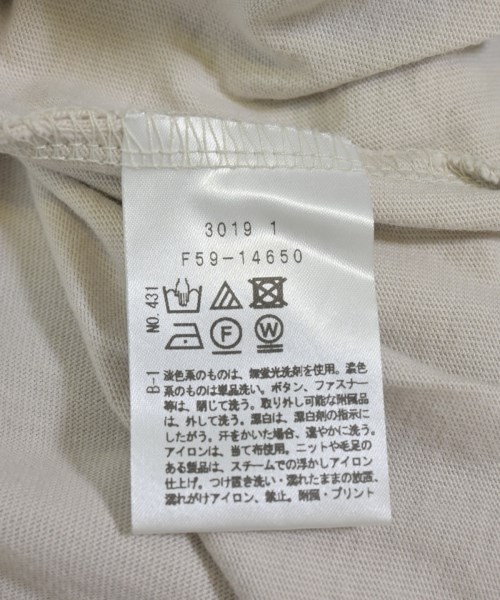 3019 1
F59-14650
NO.431
F
W
B-1
淡色系のものは、無蛍光洗剤を使用。濃色
系のものは単品洗い。ボタン、ファスナー
等は、閉じて洗う。取り外し可能な附属品
は、外して洗う。漂白は、漂白剤の指示に
したがう。汗をかいた場合、速やかに洗う。
アイロンは、当て布使用。ニットや毛足の
ある製品は、スチームでの浮かしアイロン
仕上げ。つけ置き洗い・濡れたままの放置、
濡れがけアイロン、禁止。附属・プリント